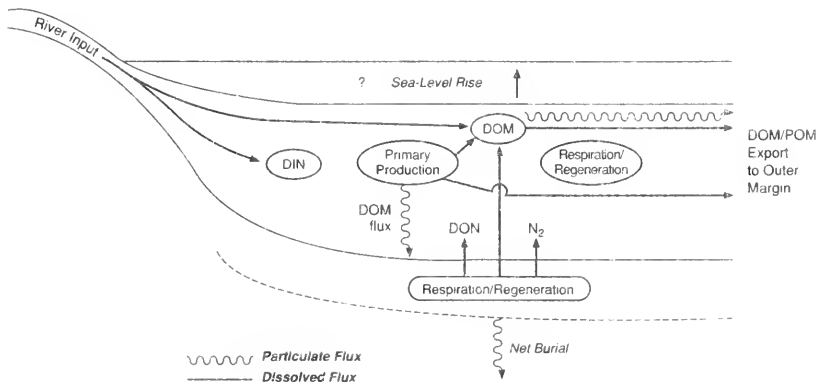 River Input
? Sea-Level Rise
DOM
DOM/POM
Export
to Outer
Margin
DIN
Primary
Production
Respiration/
Regeneration
DOM
flux
DON
N₂
Respiration/Regeneration
Net Burial
Particulate Flux
Dissolved Flux